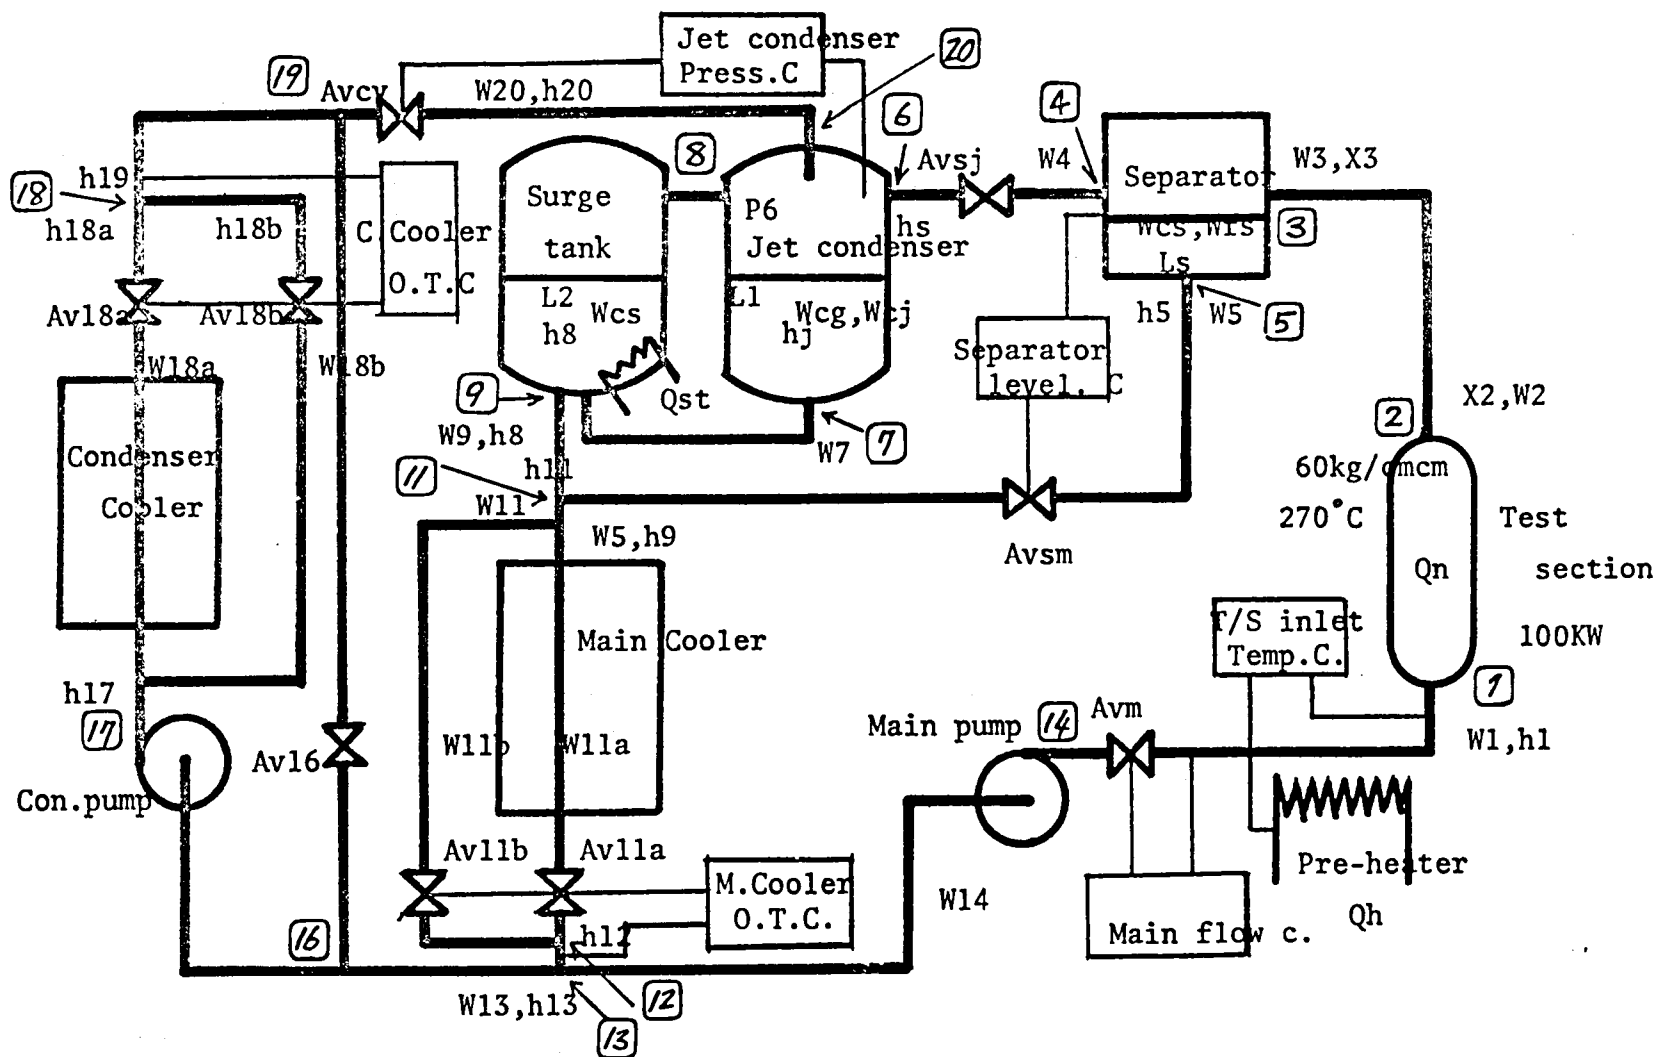 Jet condenser
Press.C
20
19
Avcv
W20,h20
6
4
8
Avsj
W4
W3,X3
18
h19
h18a
h18b
C.Cooler
O.T.C
Surge
tank
P6
Jet condenser
hs
Separator
Wcs,Wrs
Ls
3
L2
h8
Wcs
L1
Wcg,Wcj
hj
h5
W5
5
Av18a
Av18b
W18a
W18b
Separator
level. C
9
Qst
W9,h8
W7
7
X2,W2
2
Condenser
Cooler
11
h11
W11
60kg/cmcm
270°C
Test
section
Qn
100KW
W5,h9
Avsm
Main Cooler
T/S inlet
Temp.C.
h17
17
Con.pump
Av16
W11b
W11a
Main pump
14
Avm
1
W1,h1
Av11b
Av11a
M.Cooler
O.T.C.
W14
Pre-heater
Qh
Main flow c.
16
h12
W13,h13
12
13